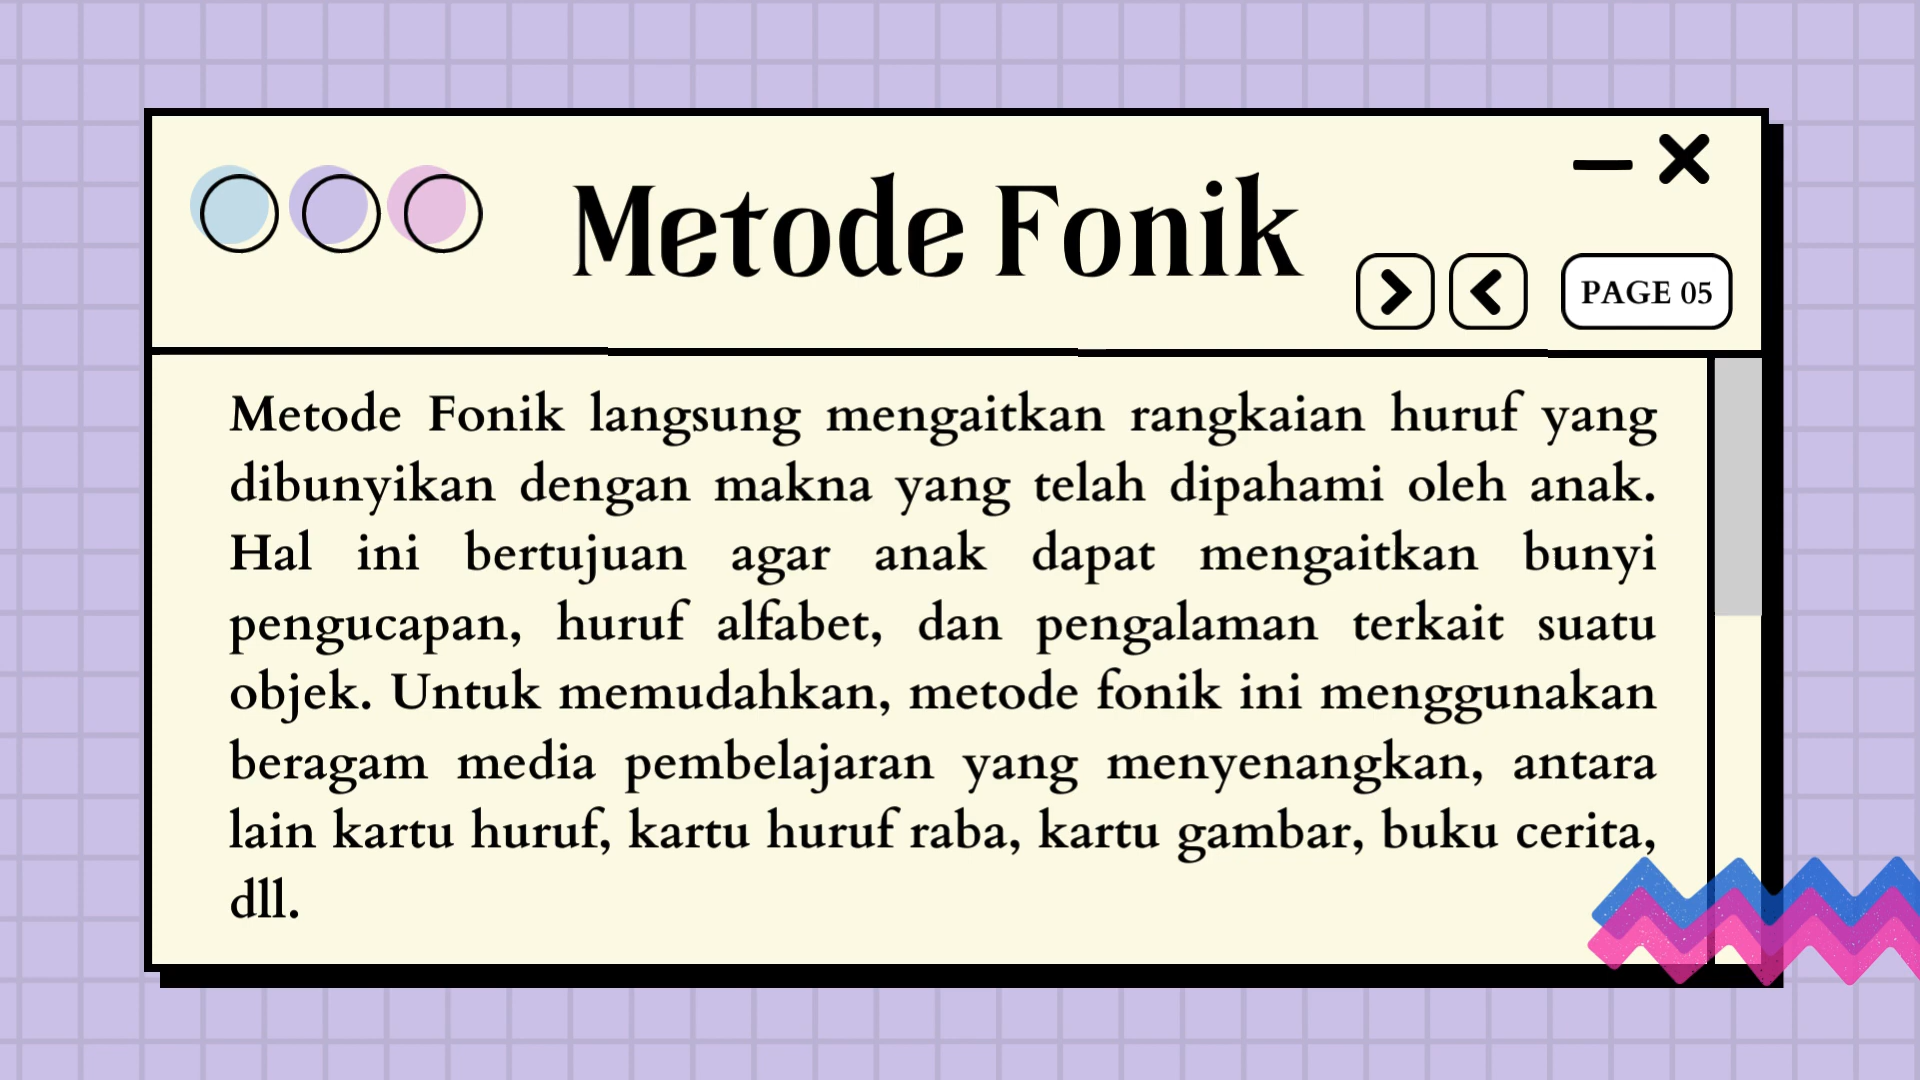 Metode Fonik
PAGE 05
Metode Fonik langsung mengaitkan rangkaian huruf yang
dibunyikan dengan makna yang telah dipahami oleh anak.
Hal ini bertujuan agar anak dapat mengaitkan bunyi
pengucapan, huruf alfabet, dan pengalaman terkait suatu
objek. Untuk memudahkan, metode fonik ini menggunakan
beragam media pembelajaran yang menyenangkan, antara
lain kartu huruf, kartu huruf raba, kartu gambar, buku cerita,
dll.